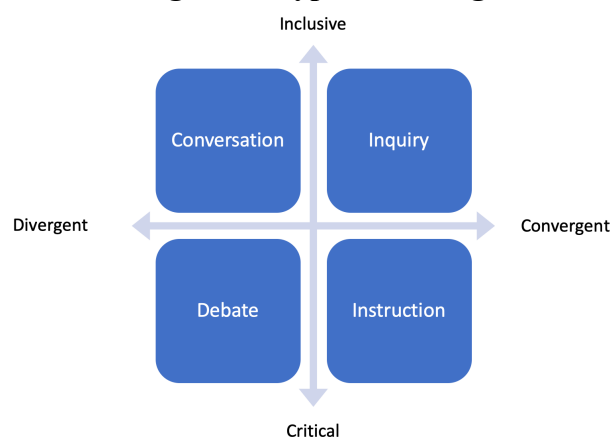 Inclusive
Conversation
Inquiry
Divergent
Convergent
Debate
Instruction
Critical